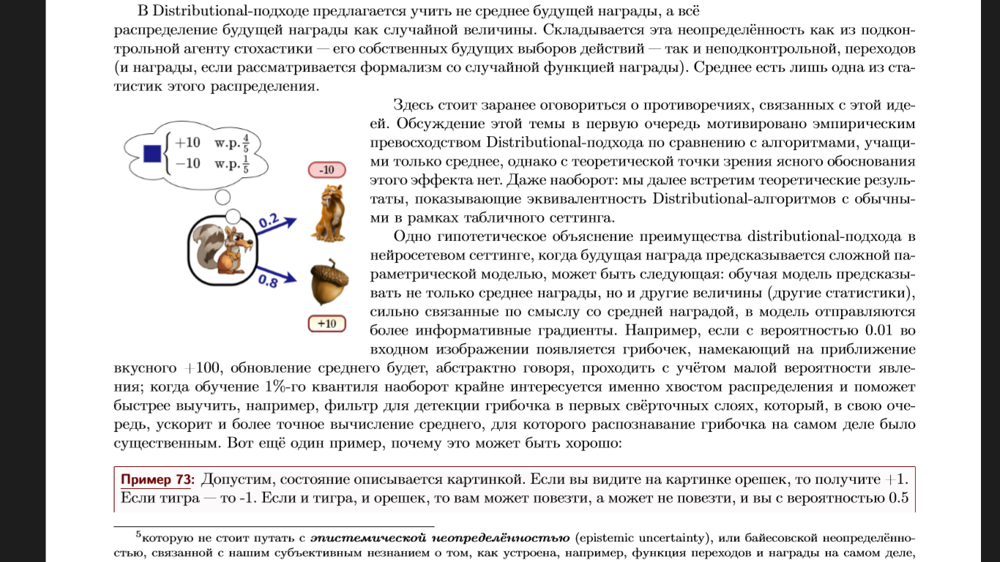 В Distributional-подходе предлагается учить не среднее будущей награды, а всё
распределение будущей награды как случайной величины. Складывается эта неопределённость как из подкон-
трольной агенту стохастики — его собственных будущих выборов действий — так и неподконтрольной, переходов
(и награды, если рассматривается формализм со случайной функцией награды). Среднее есть лишь одна из ста-
тистик этого распределения.
+10 w.p. 4/5
−10 w.p. 1/5
-10
0.2
0.8
+10
Здесь стоит заранее оговориться о противоречиях, связанных с этой иде-
ей. Обсуждение этой темы в первую очередь мотивировано эмпирическим
превосходством Distributional-подхода по сравнению с алгоритмами, учащи-
ми только среднее, однако с теоретической точки зрения ясного обоснования
этого эффекта нет. Даже наоборот: мы далее встретим теоретические резуль-
таты, показывающие эквивалентность Distributional-алгоритмов с обычны-
ми в рамках табличного сеттинга.
Одно гипотетическое объяснение преимущества distributional-подхода в
нейросетевом сеттинге, когда будущая награда предсказывается сложной па-
раметрической моделью, может быть следующая: обучая модель предсказы-
вать не только среднее награды, но и другие величины (другие статистики),
сильно связанные по смыслу со средней наградой, в модель отправляются
более информативные градиенты. Например, если с вероятностью 0.01 во
входном изображении появляется грибочек, намекающий на приближение
вкусного +100, обновление среднего будет, абстрактно говоря, проходить с учётом малой вероятности явле-
ния; когда обучение 1%-го квантиля наоборот крайне интересуется именно хвостом распределения и поможет
быстрее выучить, например, фильтр для детекции грибочка в первых свёрточных слоях, который, в свою оче-
редь, ускорит и более точное вычисление среднего, для которого распознавание грибочка на самом деле было
существенным. Вот ещё один пример, почему это может быть хорошо:
Пример 73: Допустим, состояние описывается картинкой. Если вы видите на картинке орешек, то получите +1.
Если тигра — то -1. Если и тигра, и орешек, то вам может повезти, а может не повезти, и вы с вероятностью 0.5
⁵которую не стоит путать с эпистемической неопределённостью (epistemic uncertainty), или байесовской неопределённо-
стью, связанной с нашим субъективным незнанием о том, как устроена, например, функция переходов и награды на самом деле,